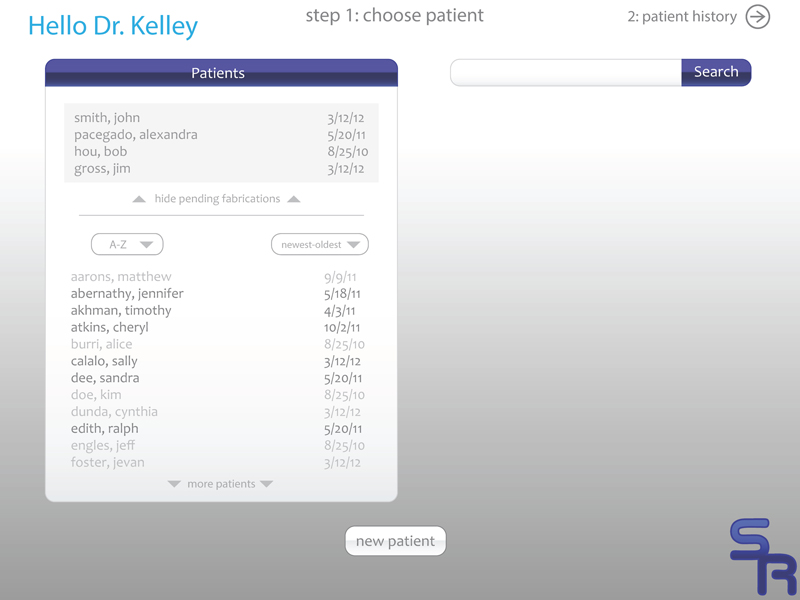 Hello Dr. Kelley
step 1: choose patient
2: patient history
Patients
Search
smith, john 3/12/12
pacegado, alexandra 5/20/11
hou, bob 8/25/10
gross, jim 3/12/12
hide pending fabrications
A-Z newest-oldest
aarons, matthew 9/9/11
abernathy, jennifer 5/18/11
akhman, timothy 4/3/11
atkins, cheryl 10/2/11
burri, alice 8/25/10
calalo, sally 3/12/12
dee, sandra 5/20/11
doe, kim 8/25/10
dunda, cynthia 3/12/12
edith, ralph 5/20/11
engles, jeff 8/25/10
foster, jevan 3/12/12
more patients
new patient
SR